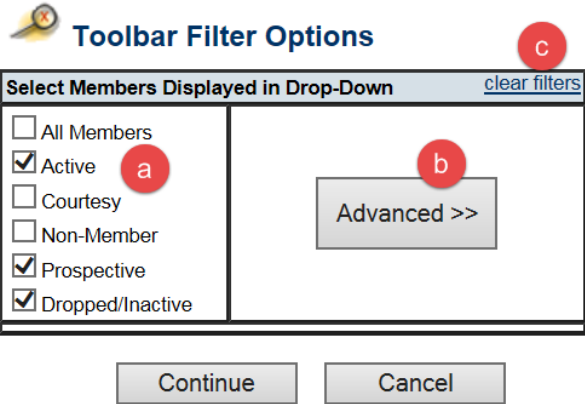 Toolbar Filter Options
c
Select Members Displayed in Drop-Down clear filters
All Members
Active a
Courtesy
Non-Member
Prospective
Dropped/Inactive
b
Advanced >>
Continue Cancel